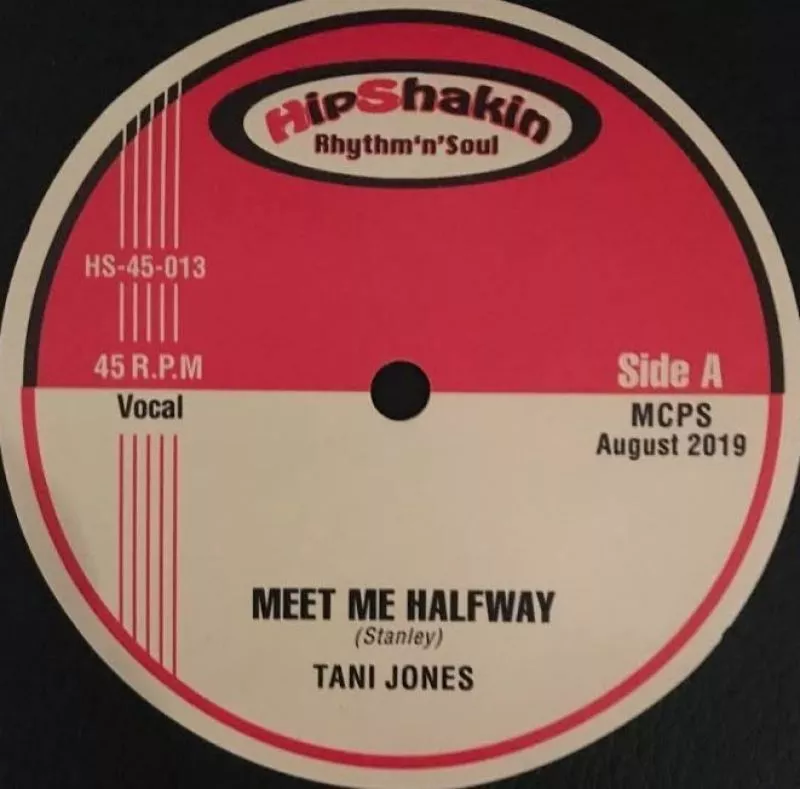 HipShakin
Rhythm'n'Soul
HS-45-013
45 R.P.M
Side A
Vocal
MCPS
August 2019
MEET ME HALFWAY
(Stanley)
TANI JONES